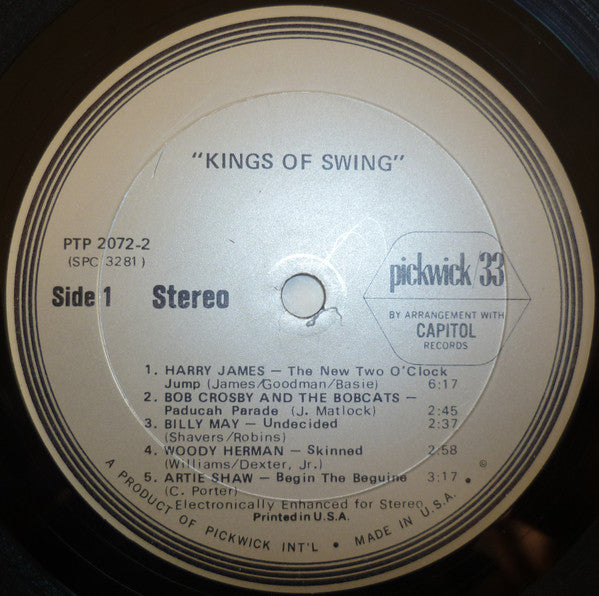 "KINGS OF SWING"
PTP 2072-2
(SPC 3281)
Side 1 Stereo
pickwick/33
BY ARRANGEMENT WITH
CAPITOL
RECORDS
1. HARRY JAMES – The New Two O'Clock
Jump (James/Goodman/Basie) 6:17
2. BOB CROSBY AND THE BOBCATS –
Paducah Parade (J. Matlock) 2:45
3. BILLY MAY – Undecided 2:37
(Shavers/Robins)
4. WOODY HERMAN – Skinned 2:58
(Williams/Dexter, Jr.)
5. ARTIE SHAW – Begin The Beguine 3:17
(C. Porter)
Electronically Enhanced for Stereo
Printed in U.S.A.
A PRODUCT OF PICKWICK INT'L • MADE IN U.S.A. • ©